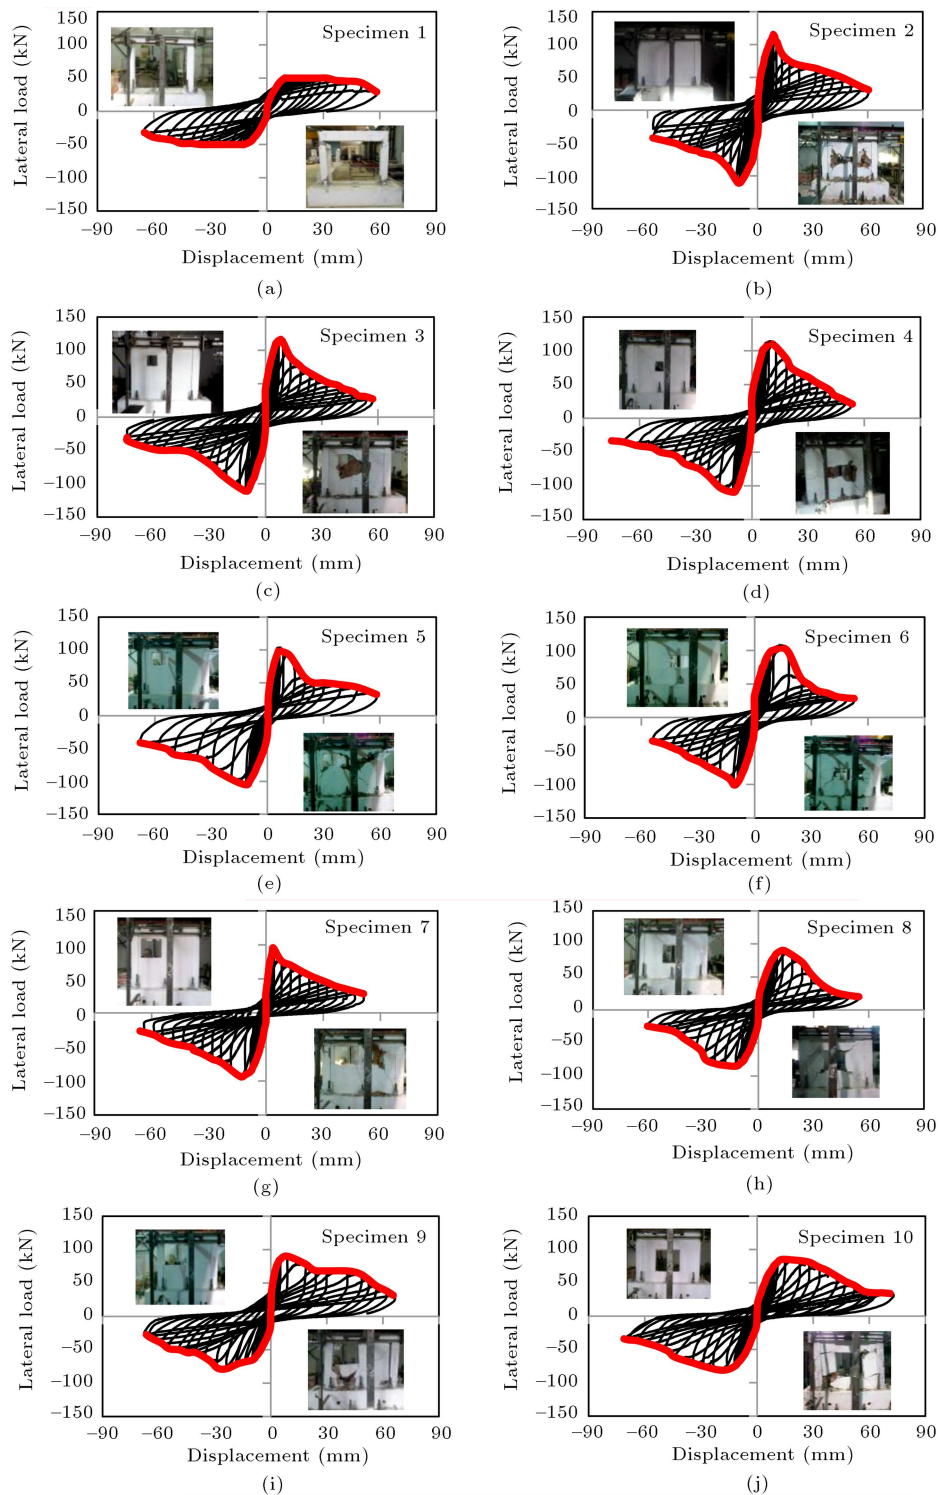 Specimen 1
Lateral load (kN)
150
100
50
0
−50
−100
−150
−90 −60 −30 0 30 60 90
Displacement (mm)
(a)
Specimen 2
Lateral load (kN)
150
100
50
0
−50
−100
−150
−90 −60 −30 0 30 60 90
Displacement (mm)
(b)
Specimen 3
Lateral load (kN)
150
100
50
0
−50
−100
−150
−90 −60 −30 0 30 60 90
Displacement (mm)
(c)
Specimen 4
Lateral load (kN)
150
100
50
0
−50
−100
−150
−90 −60 −30 0 30 60 90
Displacement (mm)
(d)
Specimen 5
Lateral load (kN)
150
100
50
0
−50
−100
−150
−90 −60 −30 0 30 60 90
Displacement (mm)
(e)
Specimen 6
Lateral load (kN)
150
100
50
0
−50
−100
−150
−90 −60 −30 0 30 60 90
Displacement (mm)
(f)
Specimen 7
Lateral load (kN)
150
100
50
0
−50
−100
−150
−90 −60 −30 0 30 60 90
Displacement (mm)
(g)
Specimen 8
Lateral load (kN)
150
100
50
0
−50
−100
−150
−90 −60 −30 0 30 60 90
Displacement (mm)
(h)
Specimen 9
Lateral load (kN)
150
100
50
0
−50
−100
−150
−90 −60 −30 0 30 60 90
Displacement (mm)
(i)
Specimen 10
Lateral load (kN)
150
100
50
0
−50
−100
−150
−90 −60 −30 0 30 60 90
Displacement (mm)
(j)